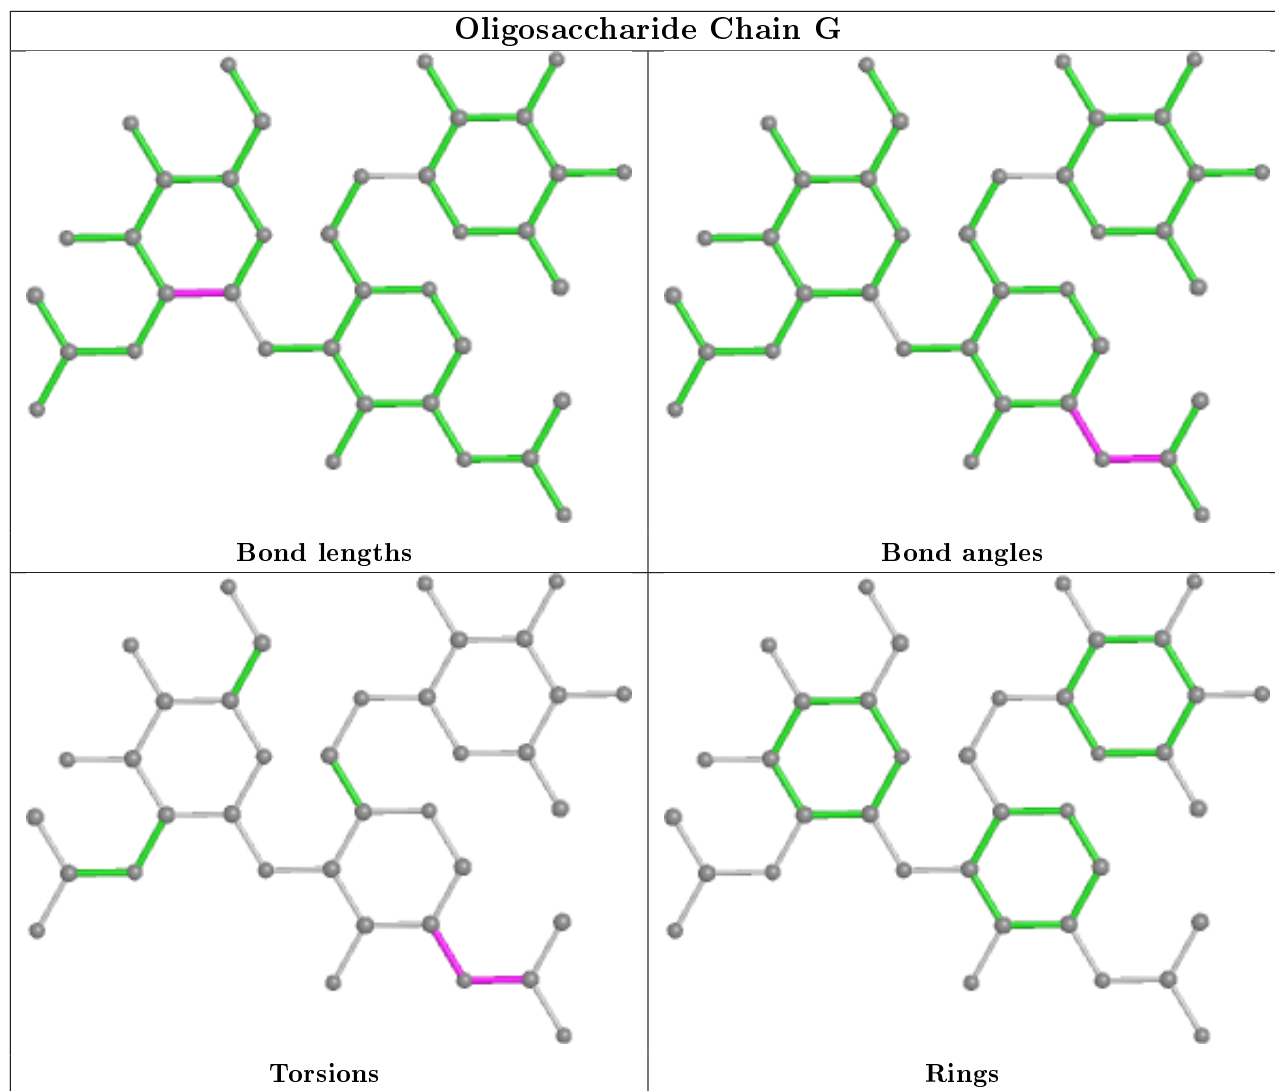 Oligosaccharide Chain G
Bond lengths
Bond angles
Torsions
Rings